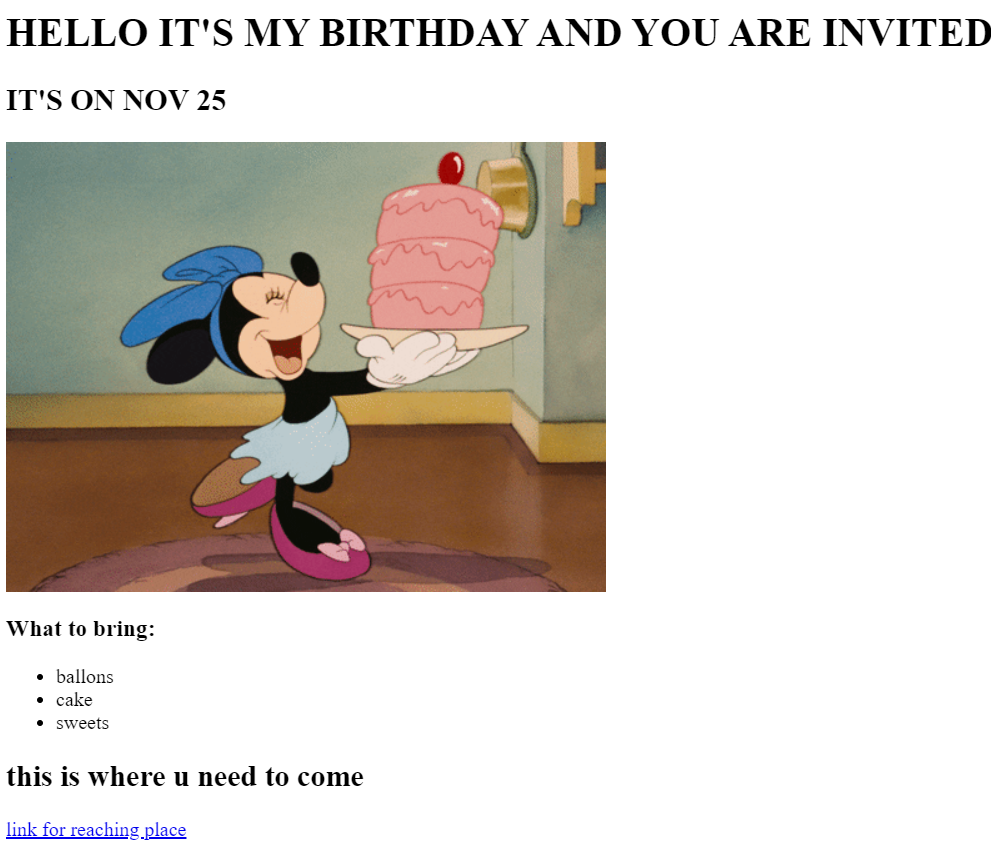 HELLO IT'S MY BIRTHDAY AND YOU ARE INVITED
IT'S ON NOV 25
What to bring:
ballons
cake
sweets
this is where u need to come
link for reaching place